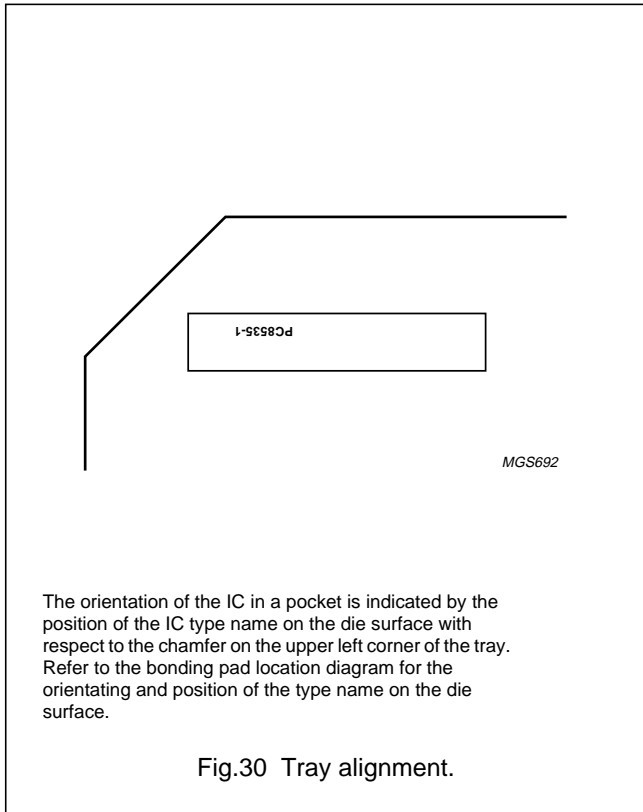 PC8535-1
MGS692
The orientation of the IC in a pocket is indicated by the
position of the IC type name on the die surface with
respect to the chamfer on the upper left corner of the tray.
Refer to the bonding pad location diagram for the
orientating and position of the type name on the die
surface.
Fig.30 Tray alignment.